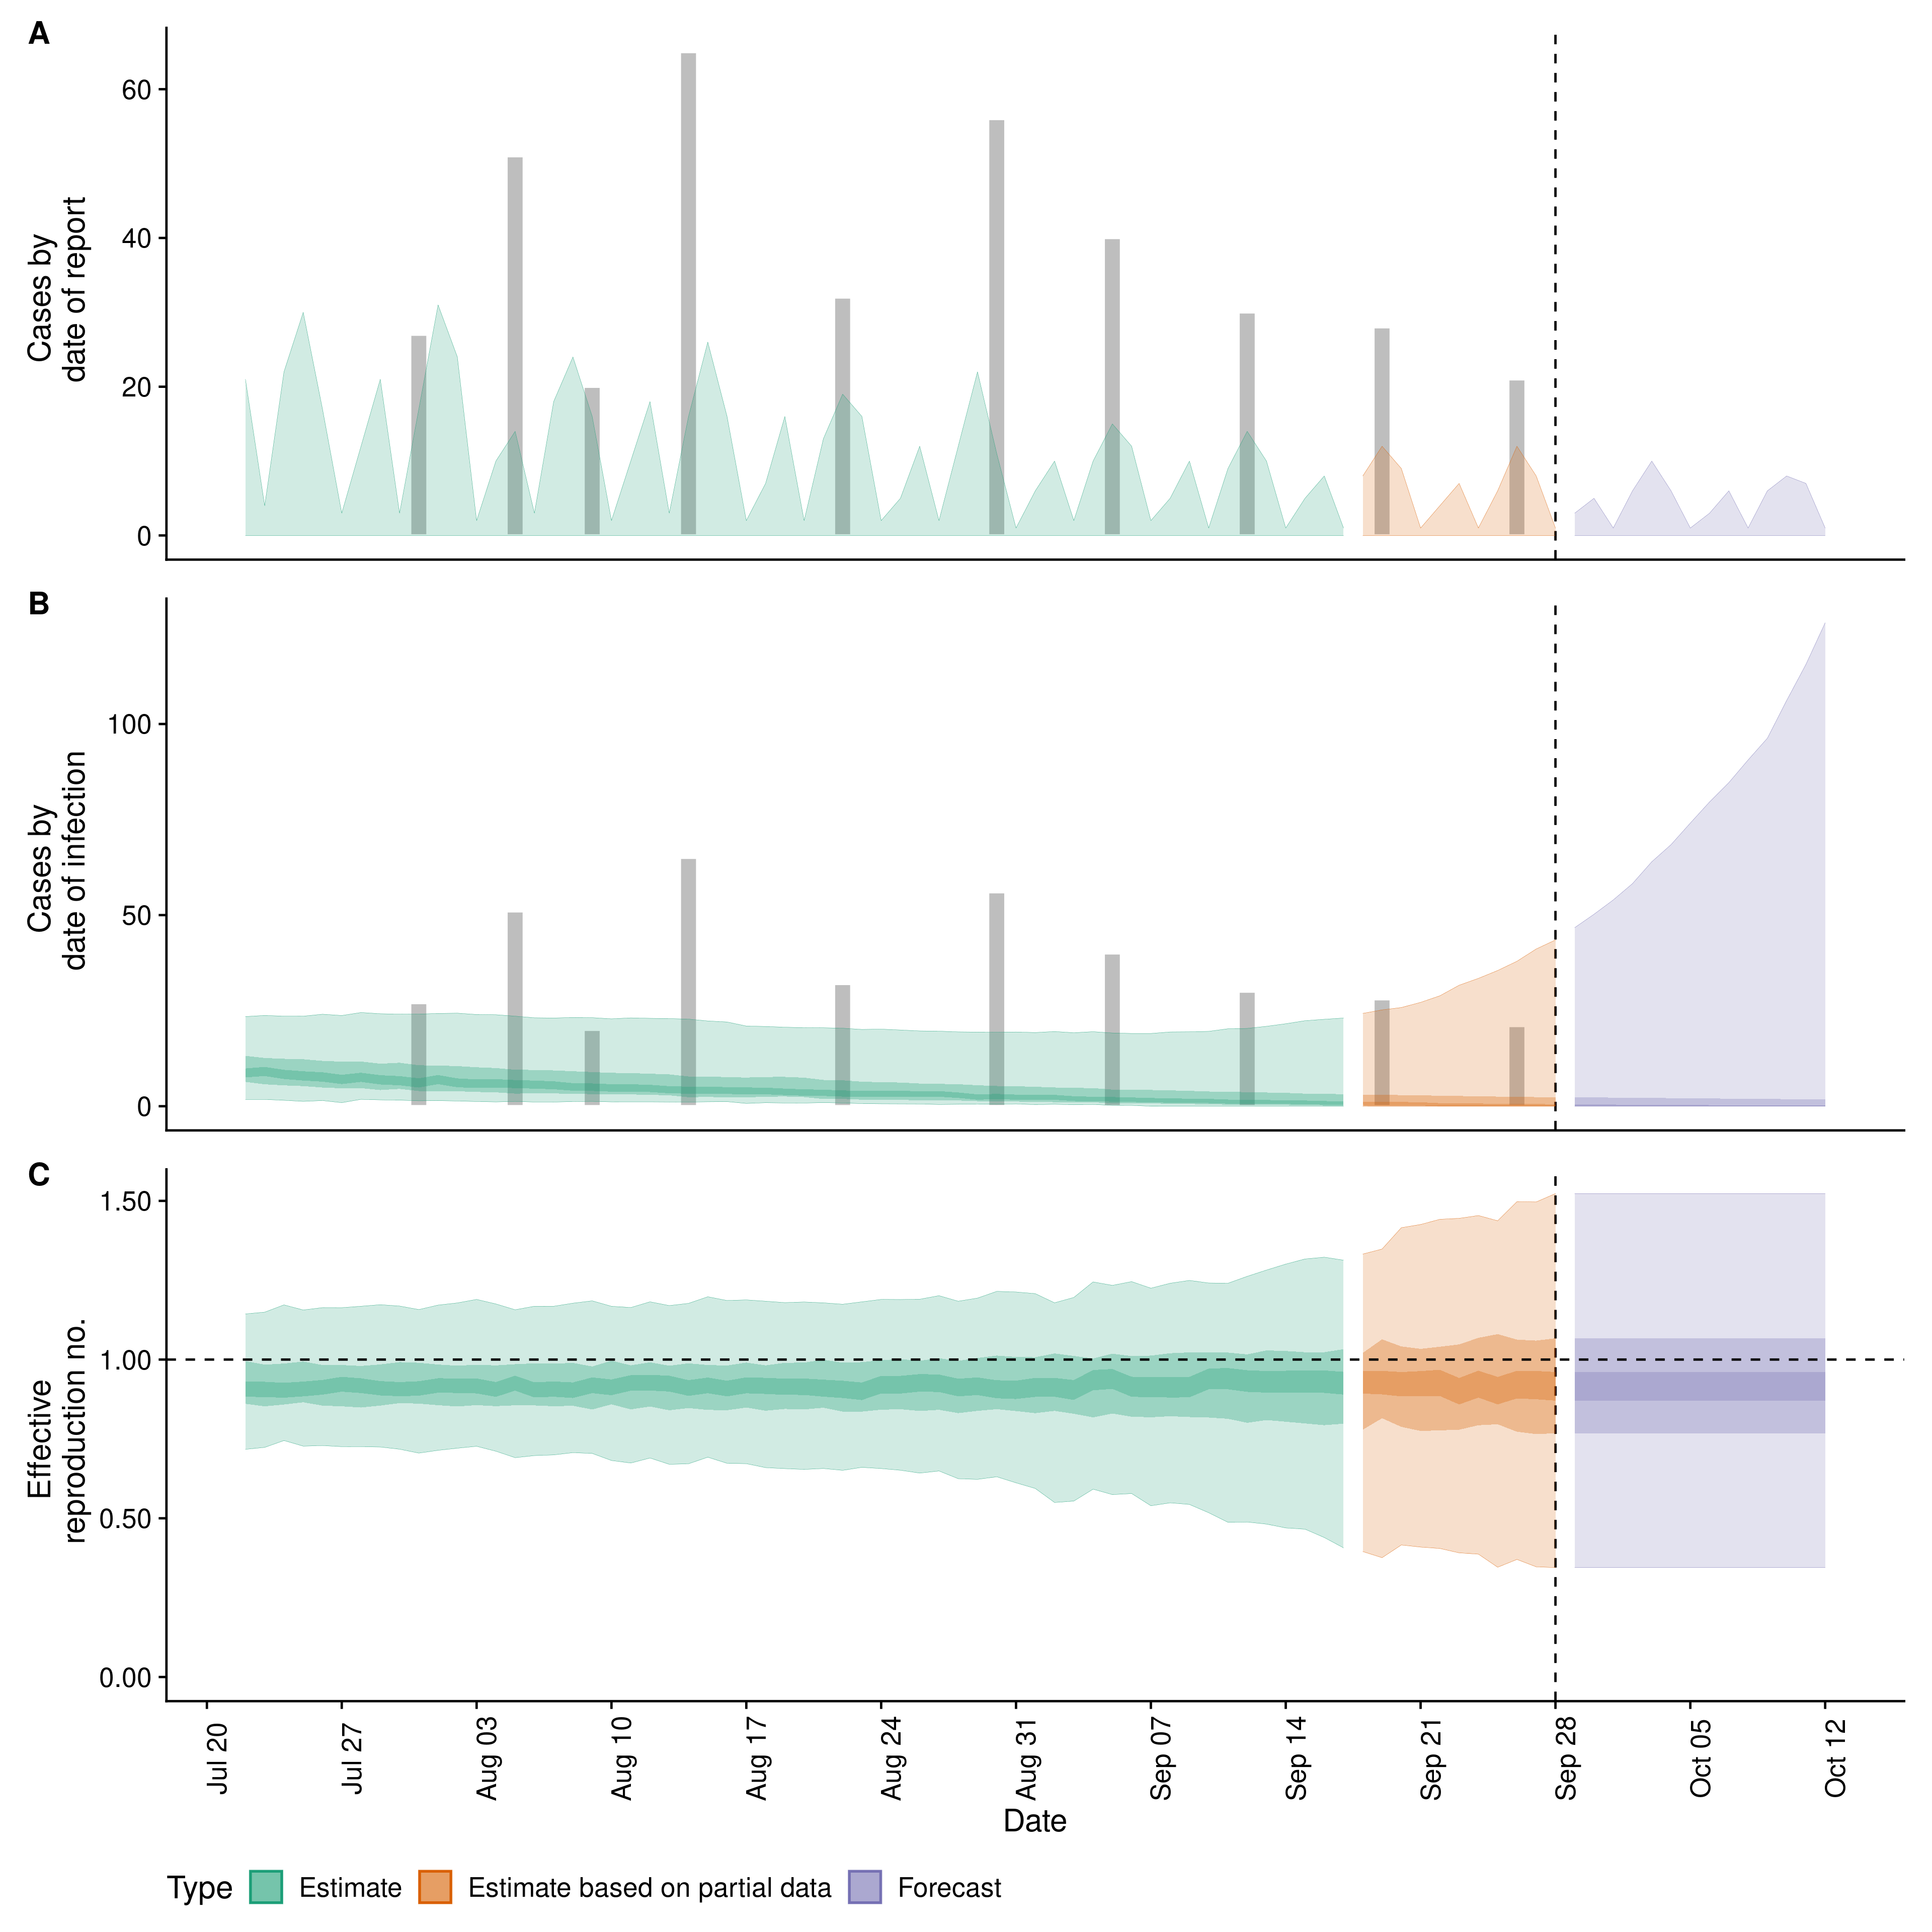 A
60
40
20
0
Cases by
date of report
B
100
50
0
Cases by
date of infection
C
1.50
1.00
0.50
0.00
Effective
reproduction no.
Jul 20
Jul 27
Aug 03
Aug 10
Aug 17
Aug 24
Aug 31
Sep 07
Sep 14
Sep 21
Sep 28
Oct 05
Oct 12
Date
Type Estimate Estimate based on partial data Forecast